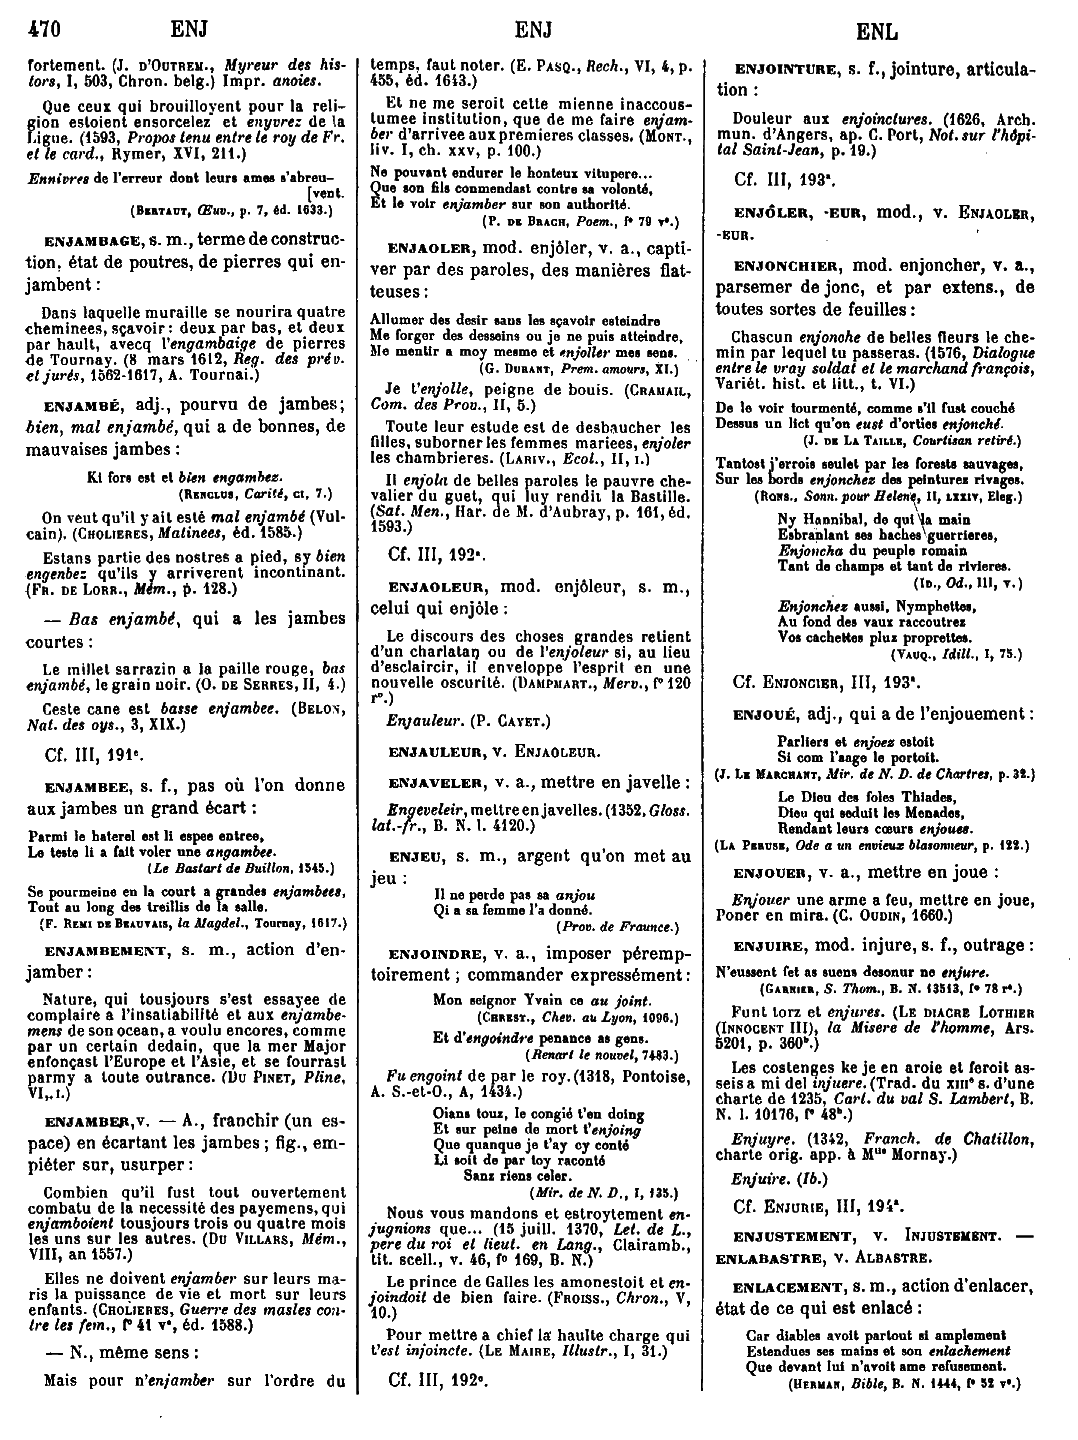 470 ENJ ENJ ENL
fortement. (J. D'OUTREM., Myreur des his-
tors, I, 503, Chron. belg.) Impr. anoies.
Que ceux qui brouilloyent pour la reli-
gion estoient ensorcelez et enyvrez de la
Ligue. (1593, Propos tenu entre le roy de Fr.
et le card., Rymer, XVI, 211.)
Ennivres de l'erreur dont leurs ames s'abreu-
[vent.
(BERTAUT, Œuv., p. 7, éd. 1633.)
ENJAMBAGE, s. m., terme de construc-
tion, état de poutres, de pierres qui en-
jambent :
Dans laquelle muraille se nourira quatre
cheminees, sçavoir : deux par bas, et deux
par hault, avecq l'engambaige de pierres
de Tournay. (8 mars 1612, Reg. des prév.
et jurés, 1562-1617, A. Tournai.)
ENJAMBÉ, adj., pourvu de jambes ;
bien, mal enjambé, qui a de bonnes, de
mauvaises jambes :
Ki fors est et bien engambez.
(RENCLUS, Carité, CI, 7.)
On veut qu'il y ait esté mal enjambé (Vul-
cain). (CHOLIERES, Matinees, éd. 1585.)
Estans partie des nostres a pied, sy bien
engenbez qu'ils y arriverent incontinant.
(FR. DE LORR., Mém., p. 128.)
— Bas enjambé, qui a les jambes
courtes :
Le millet sarrazin a la paille rouge, bas
enjambé, le grain noir. (O. DE SERRES, II, 4.)
Ceste cane est basse enjambee. (BELON,
Nat. des oys., 3, XIX.)
Cf. III, 191c.
ENJAMBEE, s. f., pas où l'on donne
aux jambes un grand écart :
Parmi le haterel est li espee entree,
Le teste li a fait voler une angambee.
(Le Bastart de Buillon, 1545.)
Se pourmeine en la court a grandes enjambees,
Tout au long des treillis de la salle.
(F. REMI DE BEAUVAIS, la Magdel., Tournay, 1617.)
ENJAMBEMENT, s. m., action d'en-
jamber :
Nature, qui tousjours s'est essayee de
complaire a l'insatiabilité et aux enjambe-
mens de son ocean, a voulu encores, comme
par un certain dedain, que la mer Major
enfonçast l'Europe et l'Asie, et se fourrast
parmy a toute outrance. (DU PINET, Pline,
VI, I.)
ENJAMBER, v. — A., franchir (un es-
pace) en écartant les jambes ; fig., em-
piéter sur, usurper :
Combien qu'il fust tout ouvertement
combatu de la necessité des payemens, qui
enjamboient tousjours trois ou quatre mois
les uns sur les autres. (DU VILLARS, Mém.,
VIII, an 1557.)
Elles ne doivent enjamber sur leurs ma-
ris la puissance de vie et mort sur leurs
enfants. (CHOLIERES, Guerre des masles con-
tre les fem., f° 41 v°, éd. 1588.)
— N., même sens :
Mais pour n'enjamber sur l'ordre du
temps, faut noter. (E. PASQ., Rech., VI, 4, p.
455, éd. 1643.)
Et ne me seroit cette mienne inaccous-
tumee institution, que de me faire enjam-
ber d'arrivee aux premieres classes. (MONT.,
liv. I, ch. XXV, p. 100.)
Ne pouvant endurer le honteux vitupere...
Que son fils commendast contre sa volonté,
Et le voir enjamber sur son authorité.
(P. DE BRACH, Poem., f° 79 v°.)
ENJAOLER, mod. enjôler, v. a., capti-
ver par des paroles, des manières flat-
teuses :
Allumer des desir sans les sçavoir esteindre
Me forger des desseins ou je ne puis atteindre,
Me mentir a moy mesme et enjoller mes sens.
(G. DURANT, Prem. amours, XI.)
Je t'enjolle, peigne de bouis. (CRAMAIL,
Com. des Prov., II, 5.)
Toute leur estude est de desbaucher les
filles, suborner les femmes mariees, enjoler
les chambrieres. (LARIV., Ecol., II, I.)
Il enjola de belles paroles le pauvre che-
valier du guet, qui luy rendit la Bastille.
(Sat. Men., Har. de M. d'Aubray, p. 161, éd.
1593.)
Cf. III, 192c.
ENJAOLEUR, mod. enjôleur, s. m.,
celui qui enjôle :
Le discours des choses grandes retient
d'un charlatan ou de l'enjoleur si, au lieu
d'esclaircir, il enveloppe l'esprit en une
nouvelle oscurité. (DAMPMART., Merv., f° 120
r°.)
Enjauleur. (P. CAYET.)
ENJAULEUR, V. ENJAOLEUR.
ENJAVELER, v. a., mettre en javelle :
Engeveleir, mettre en javelles. (1352, Gloss.
lat.-fr., B. N. l. 4120.)
ENJEU, s. m., argent qu'on met au
jeu :
Il ne perde pas sa anjou
Qi a sa femme l'a donné.
(Prov. de Fraunce.)
ENJOINDRE, v. a., imposer péremp-
toirement ; commander expressément :
Mon seignor Yvain ce au joint.
(CHREST., Chev. au Lyon, 1096.)
Et d'engoindre penance as gens.
(Renart le nouvel, 7483.)
Fu engoint de par le roy. (1318, Pontoise,
A. S.-et-O., A, 1434.)
Oians touz, le congié t'en doing
Et sur peine de mort t'enjoing
Que quanque je t'ay cy conté
Li soit de par toy raconté
Sanz riens celer.
(Mir. de N. D., I, 135.)
Nous vous mandons et estroytement en-
jugnions que... (15 juill. 1370, Let. de L.,
pere du roi et lieut. en Lang., Clairamb.,
tit. scell., v. 46, f° 169, B. N.)
Le prince de Galles les amonestoit et en-
joindoit de bien faire. (FROISS., Chron., V,
10.)
Pour mettre a chief la haulte charge qui
t'est injoincte. (LE MAIRE, Illustr., I, 31.)
Cf. III, 192c.
ENJOINTURE, s. f., jointure, articula-
tion :
Douleur aux enjoinctures. (1626, Arch.
mun. d'Angers, ap. C. Port, Not. sur l'hôpi-
tal Saint-Jean, p. 19.)
Cf. III, 193a.
ENJÔLER, -EUR, mod., v. ENJAOLER,
-EUR.
ENJONCHIER, mod. enjoncher, v. a.,
parsemer de jonc, et par extens., de
toutes sortes de feuilles :
Chascun enjonohe de belles fleurs le che-
min par lequel tu passeras. (1576, Dialogue
entre le vray soldat et le marchand françois,
Variét. hist. et litt., t. VI.)
De le voir tourmenté, comme s'il fust couché
Dessus un lict qu'on eust d'orties enjonché.
(J. DE LA TAILLE, Courtisan retiré.)
Tantost j'errois seulet par les forests sauvages,
Sur les bords enjonchez des peintures rivages.
(RONS., Sonn. pour Helene, II, LXXIV, Eleg.)
Ny Hannibal, de qui la main
Esbranlant ses haches guerrieres,
Enjoncha du peuple romain
Tant de champs et tant de rivieres.
(ID., Od., III, V.)
Enjonchez aussi, Nymphettes,
Au fond des vaux raccoutrez
Vos cachettes plus proprettes.
(VAUQ., Idill., I, 75.)
Cf. ENJONCIER, III, 193a.
ENJOUÉ, adj., qui a de l'enjouement :
Parliers et enjoez estoit
Si com l'aage le portoit.
(J. LE MARCHANT, Mir. de N. D. de Chartres, p. 32.)
Le Dieu des foles Thiades,
Dieu qui seduit les Menades,
Rendant leurs cœurs enjoues.
(LA PERUSE, Ode a un envieux blasonneur, p. 122.)
ENJOUER, v. a., mettre en joue :
Enjouer une arme a feu, mettre en joue,
Poner en mira. (C. OUDIN, 1660.)
ENJUIRE, mod. injure, s. f., outrage :
N'eussent fet as suens desonur ne enjure.
(GARNIER, S. Thom., B. N. 13513, f° 78 r°.)
Funt torz et enjures. (LE DIACRE LOTHIER
(INNOCENT III), la Misere de l'homme, Ars.
5201, p. 360b.)
Les costenges ke je en aroie et feroit as-
seis a mi del injuere. (Trad. du XIIIe s. d'une
charte de 1235, Cart. du val S. Lambert, B.
N. l. 10176, f° 48b.)
Enjuyre. (1342, Franch. de Chatillon,
charte orig. app. à Mlle Mornay.)
Enjuire. (Ib.)
Cf. ENJURIE, III, 194a.
ENJUSTEMENT, V. INJUSTEMENT. —
ENLABASTRE, V. ALBASTRE.
ENLACEMENT, s. m., action d'enlacer,
état de ce qui est enlacé :
Car diables avoit partout si amplement
Estendues ses mains et son enlachement
Que devant lui n'avoit ame refusement.
(HERMAN, Bible, B. N. 1444, f° 52 v°.)